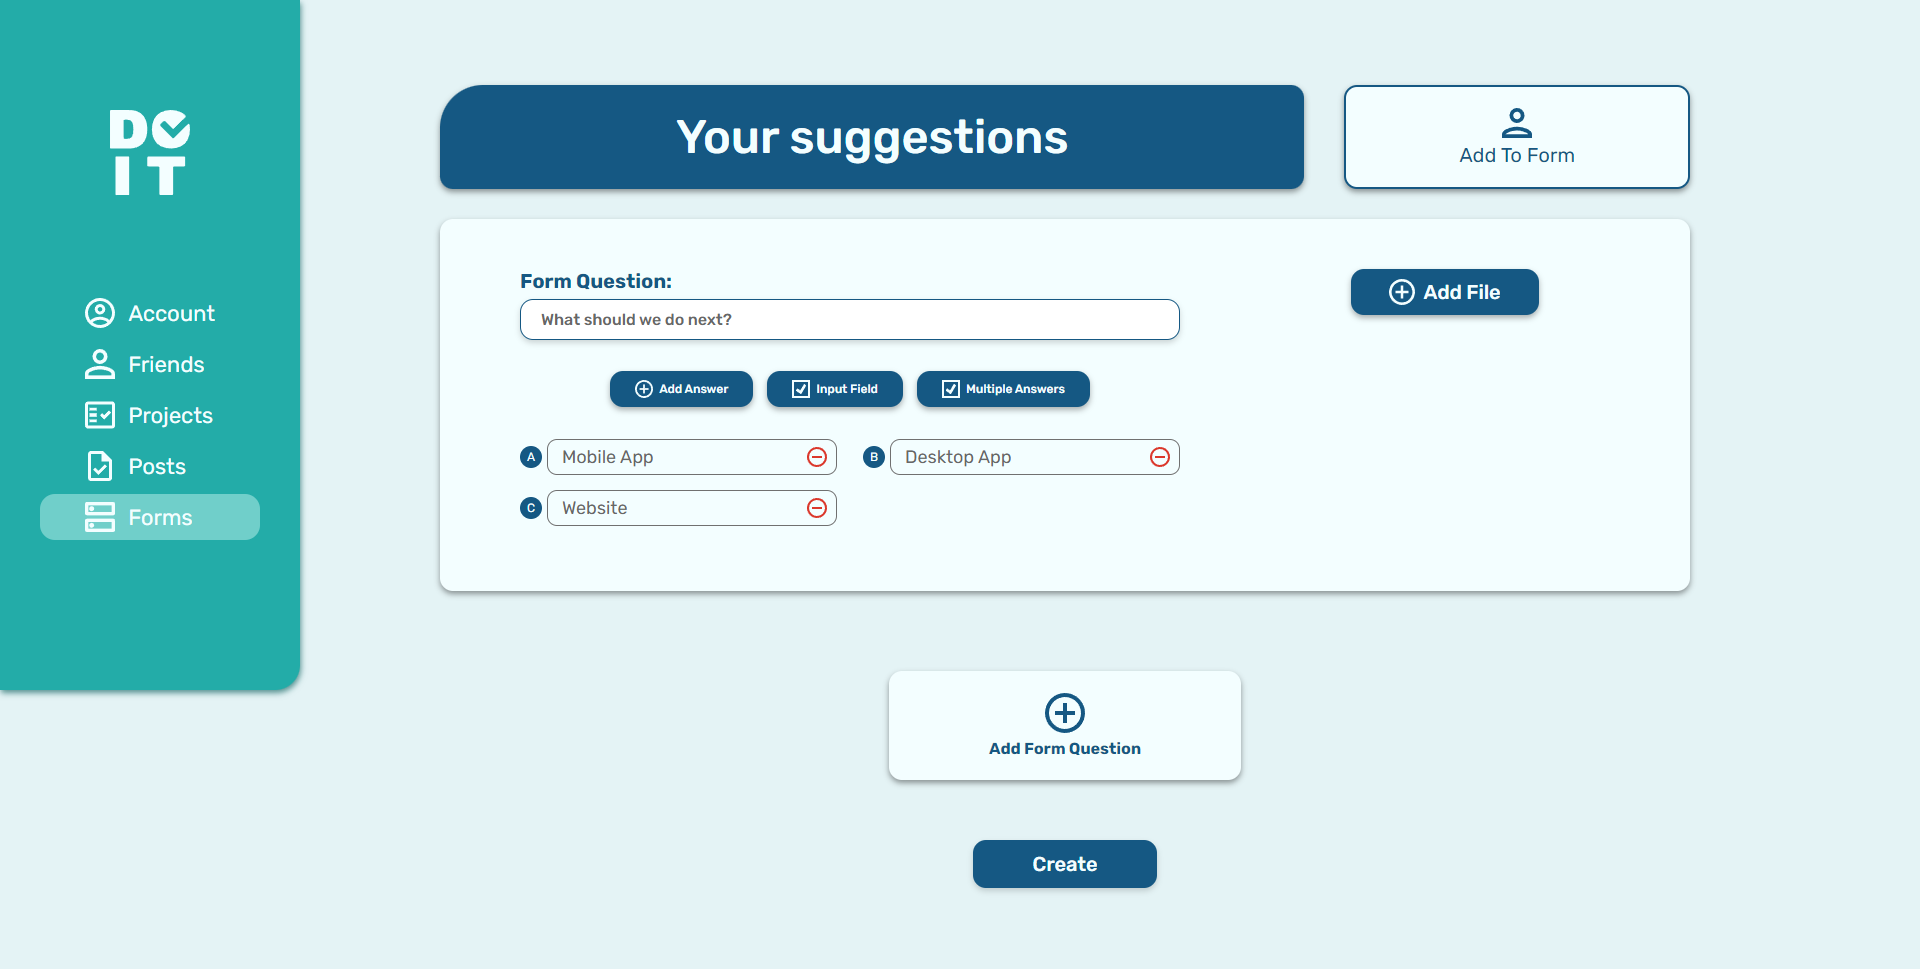 DO
IT
Account
Friends
Projects
Posts
Forms
Your suggestions
Add To Form
Form Question:
What should we do next?
Add File
Add Answer
Input Field
Multiple Answers
A Mobile App
B Desktop App
C Website
Add Form Question
Create